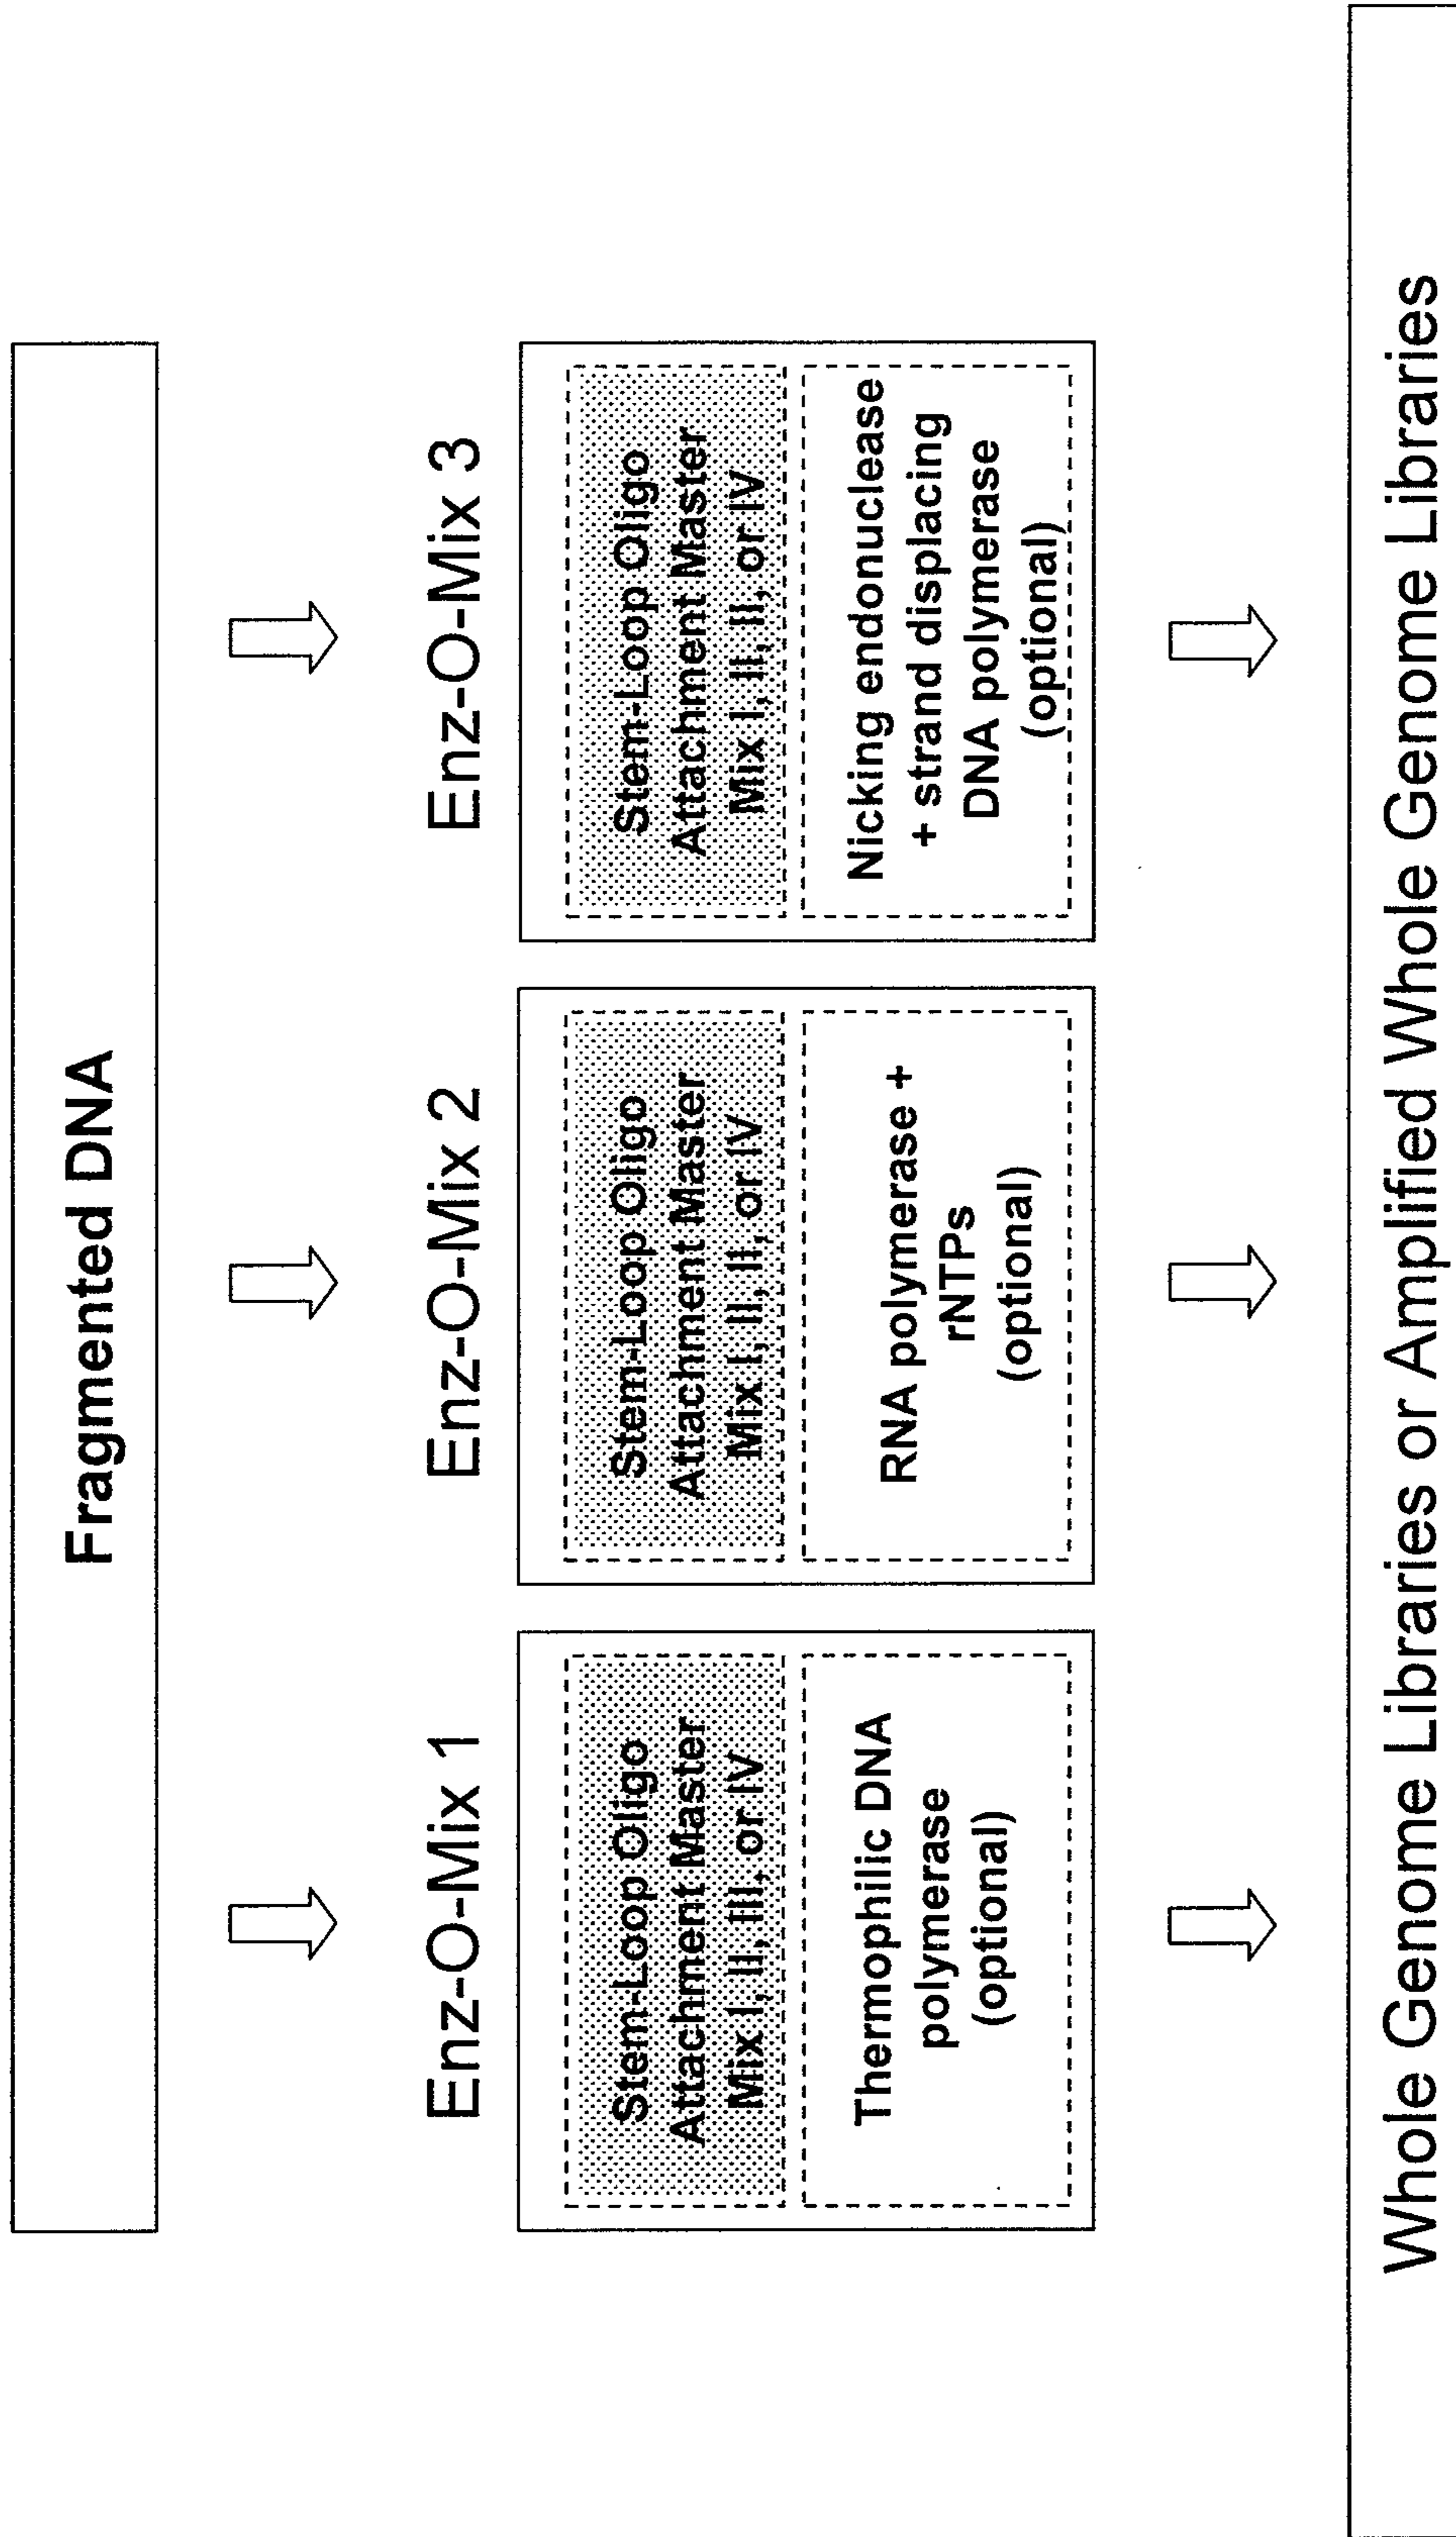 Fragmented DNA
Enz-O-Mix 1
Stem-Loop Oligo
Attachment Master
Mix I, II, III, or IV
Thermophilic DNA
polymerase
(optional)
Enz-O-Mix 2
Stem-Loop Oligo
Attachment Master
Mix I, II, II, or IV
RNA polymerase +
rNTPs
(optional)
Enz-O-Mix 3
Stem-Loop Oligo
Attachment Master
Mix I, II, II, or IV
Nicking endonuclease
+ strand displacing
DNA polymerase
(optional)
Whole Genome Libraries or Amplified Whole Genome Libraries